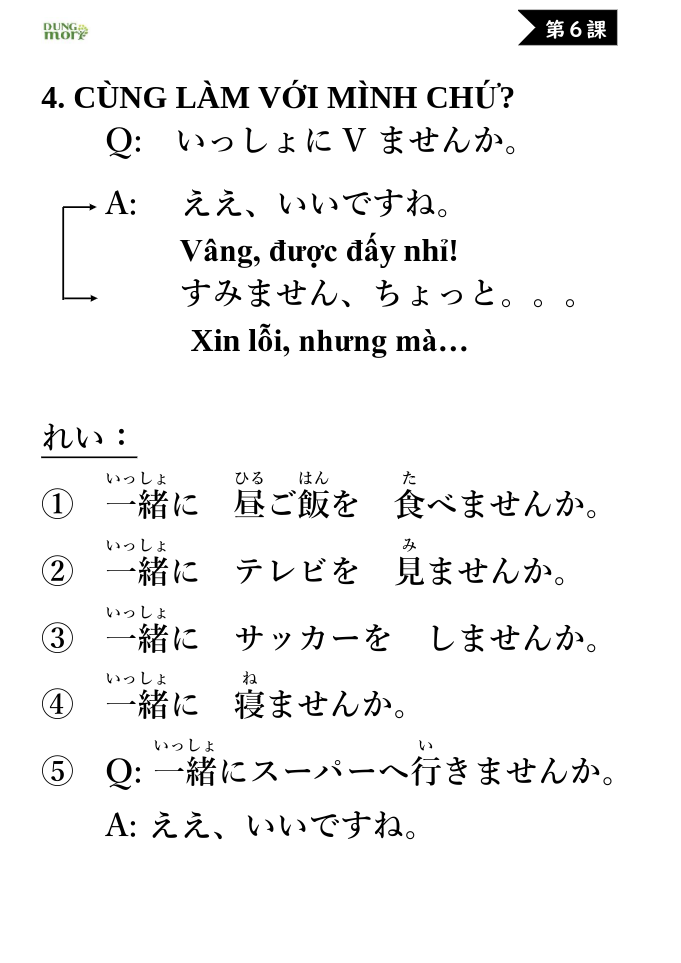 DUNG
mori
第６課
4. CÙNG LÀM VỚI MÌNH CHỨ?
Q: いっしょに V ませんか。
A: ええ、いいですね。
Vâng, được đấy nhỉ!
すみません、ちょっと。。。
Xin lỗi, nhưng mà…
れい：
いっしょ ひる はん た
① 一緒に 昼ご飯を 食べませんか。
いっしょ み
② 一緒に テレビを 見ませんか。
いっしょ
③ 一緒に サッカーを しませんか。
いっしょ ね
④ 一緒に 寝ませんか。
いっしょ い
⑤ Q: 一緒にスーパーへ行きませんか。
A: ええ、いいですね。